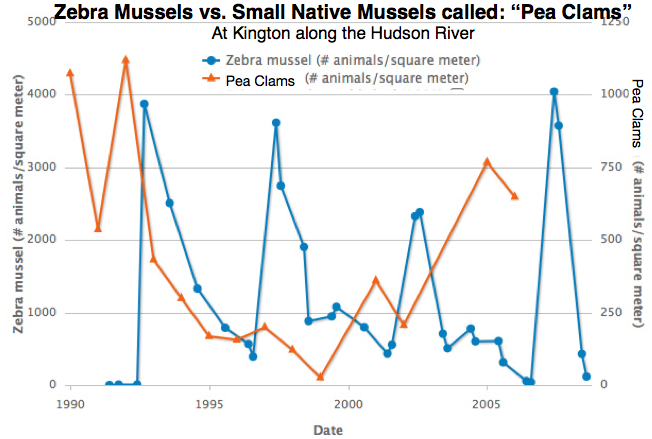 Zebra Mussels vs. Small Native Mussels called: “Pea Clams”
At Kington along the Hudson River
Zebra mussel (# animals/square meter)
Pea Clams (# animals/square meter)
5000
4000
3000
2000
1000
0
Zebra mussel (# animals/square meter)
1250
1000
750
500
250
0
Pea Clams (# animals/square meter)
1990
1995
2000
2005
Date